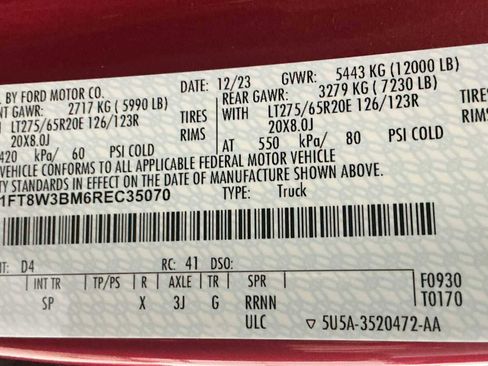 . BY FORD MOTOR CO. DATE: 12/23 GVWR: 5443 KG (12000 LB)
NT GAWR: 2717 KG ( 5990 LB) REAR GAWR: 3279 KG ( 7230 LB)
LT275/65R20E 126/123R TIRES WITH LT275/65R20E 126/123R TIRES
20X8.0J RIMS 20X8.0J RIMS
420 kPa/ 60 PSI COLD AT 550 kPa/ 80 PSI COLD
VEHICLE CONFORMS TO ALL APPLICABLE FEDERAL MOTOR VEHICLE
TY STANDARDS IN EFFECT ON THE DATE OF MANUFACTURE SHOWN ABOVE.
1FT8W3BM6REC35070 TYPE: Truck
NT: D4 RC: 41 DSO: F0930
INT TR TP/PS R AXLE TR SPR T0170
SP X 3J G RRNN
ULC ▽ 5U5A-3520472-AA